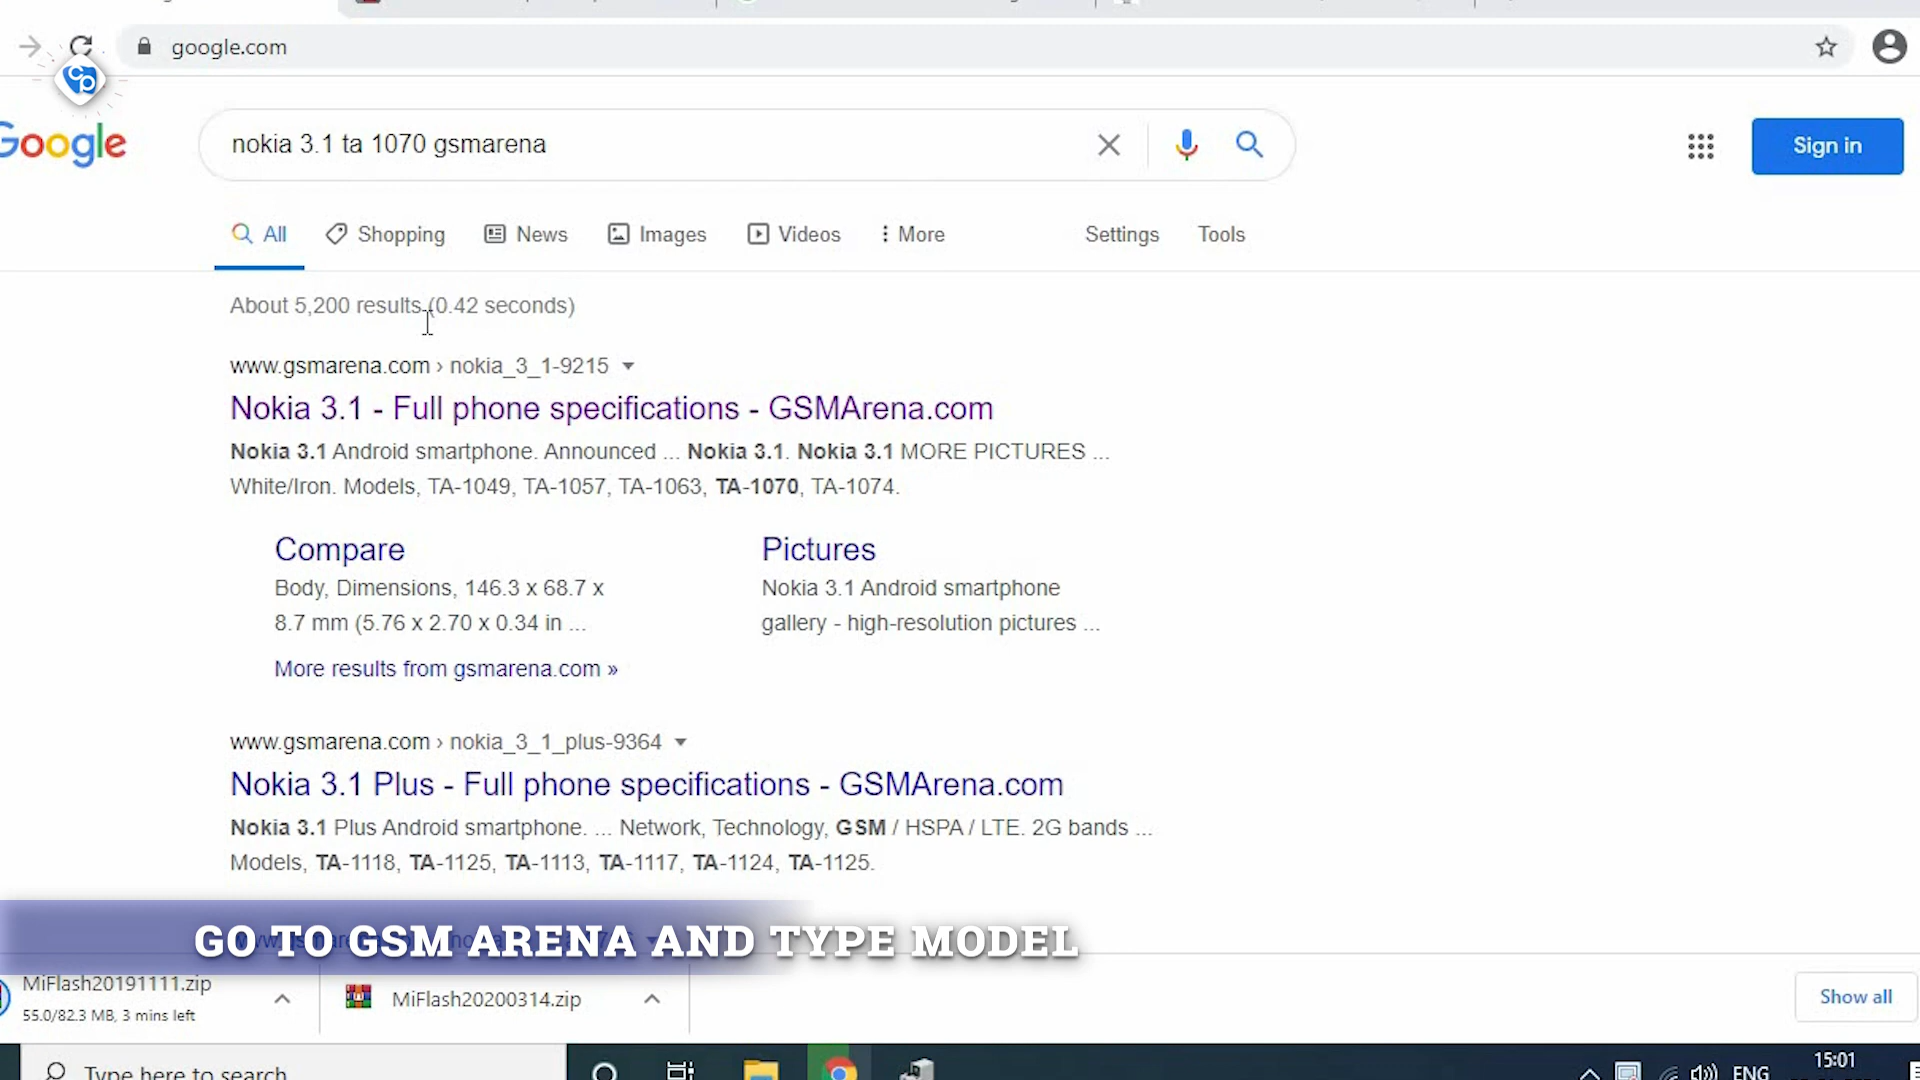 google.com
Google
nokia 3.1 ta 1070 gsmarena
Sign in
All
Shopping
News
Images
Videos
More
Settings
Tools
About 5,200 results (0.42 seconds)
www.gsmarena.com › nokia_3_1-9215
Nokia 3.1 - Full phone specifications - GSMArena.com
Nokia 3.1 Android smartphone. Announced ... Nokia 3.1. Nokia 3.1 MORE PICTURES ...
White/Iron. Models, TA-1049, TA-1057, TA-1063, TA-1070, TA-1074.
Compare
Body, Dimensions, 146.3 x 68.7 x
8.7 mm (5.76 x 2.70 x 0.34 in ...
Pictures
Nokia 3.1 Android smartphone
gallery - high-resolution pictures ...
More results from gsmarena.com »
www.gsmarena.com › nokia_3_1_plus-9364
Nokia 3.1 Plus - Full phone specifications - GSMArena.com
Nokia 3.1 Plus Android smartphone. ... Network, Technology, GSM / HSPA / LTE. 2G bands ...
Models, TA-1118, TA-1125, TA-1113, TA-1117, TA-1124, TA-1125.
GO TO GSM ARENA AND TYPE MODEL
MiFlash20191111.zip
55.0/82.3 MB, 3 mins left
MiFlash20200314.zip
Show all
Type here to search
ENG
15:01